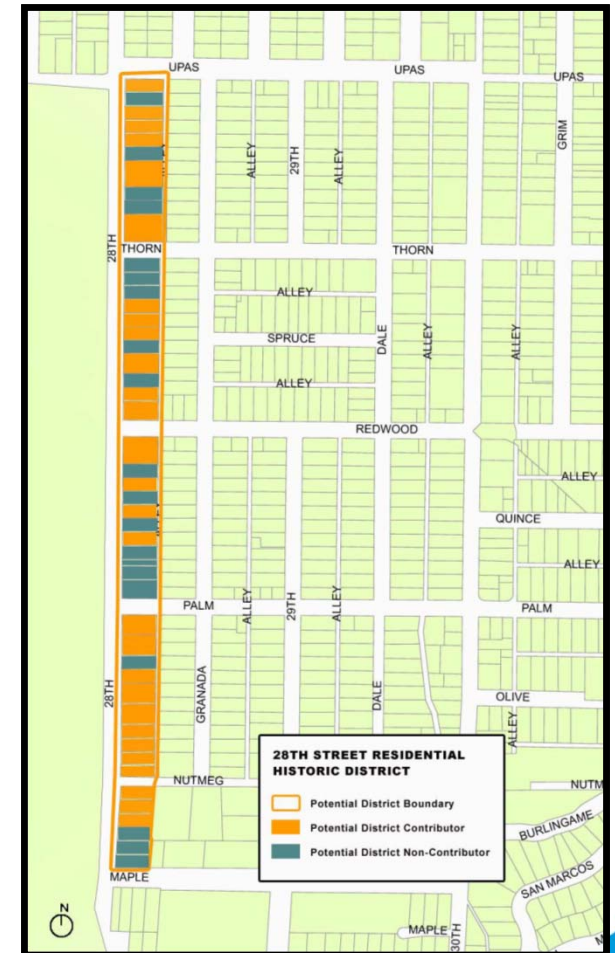 UPAS
UPAS
UPAS
ALLEY
29TH
ALLEY
GRIM
28TH
THORN
THORN
ALLEY
SPRUCE
DALE
ALLEY
ALLEY
ALLEY
REDWOOD
ALLEY
QUINCE
ALLEY
PALM
ALLEY
29TH
ALLEY
PALM
28TH
GRANADA
DALE
OLIVE
ALLEY
NUTMEG
28TH STREET RESIDENTIAL
HISTORIC DISTRICT
Potential District Boundary
Potential District Contributor
Potential District Non-Contributor
NUTM
BURLINGAME
SAN MARCOS
MAPLE
MAPLE
30TH
N